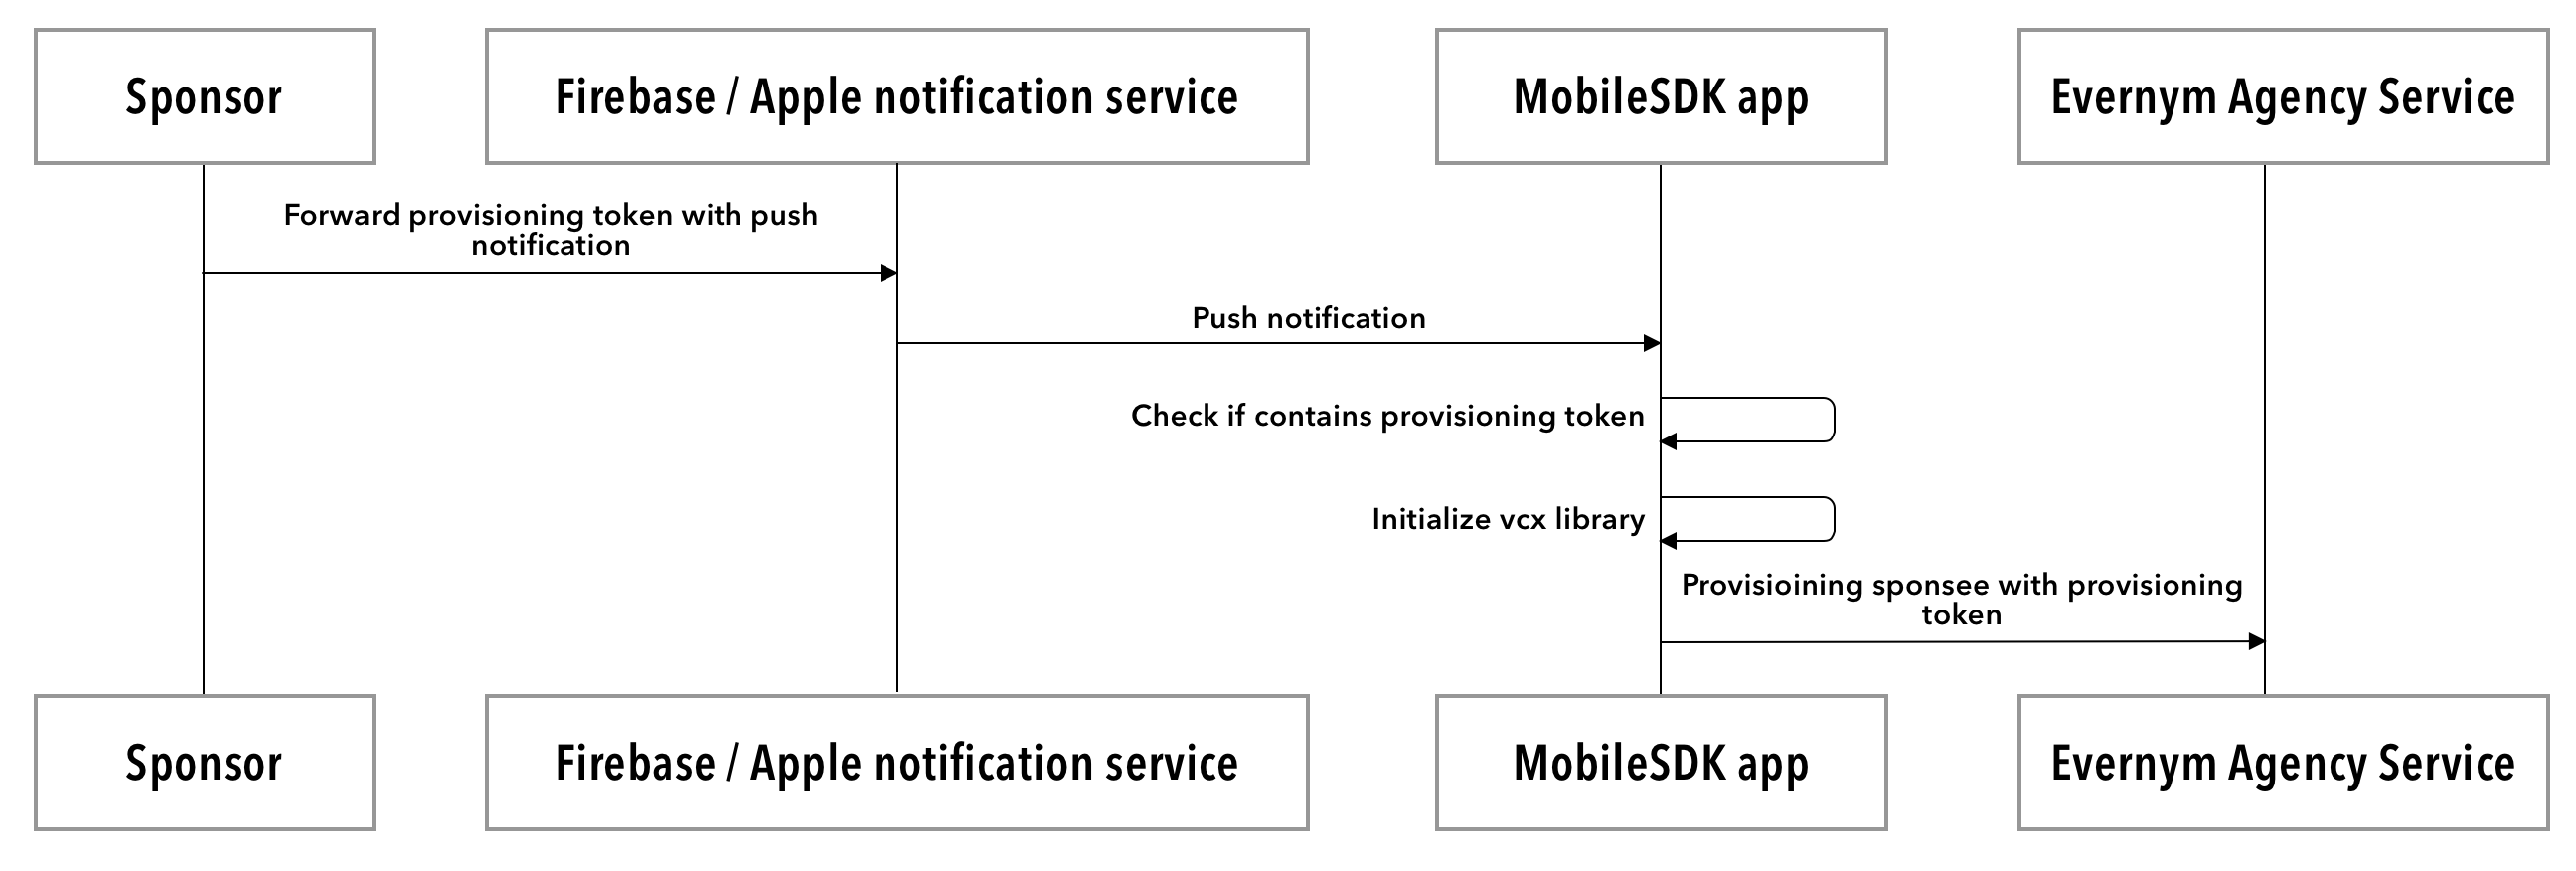 Sponsor
Firebase / Apple notification service
MobileSDK app
Evernym Agency Service
Forward provisioning token with push
notification
Push notification
Check if contains provisioning token
Initialize vcx library
Provisioining sponsee with provisioning
token
Sponsor
Firebase / Apple notification service
MobileSDK app
Evernym Agency Service